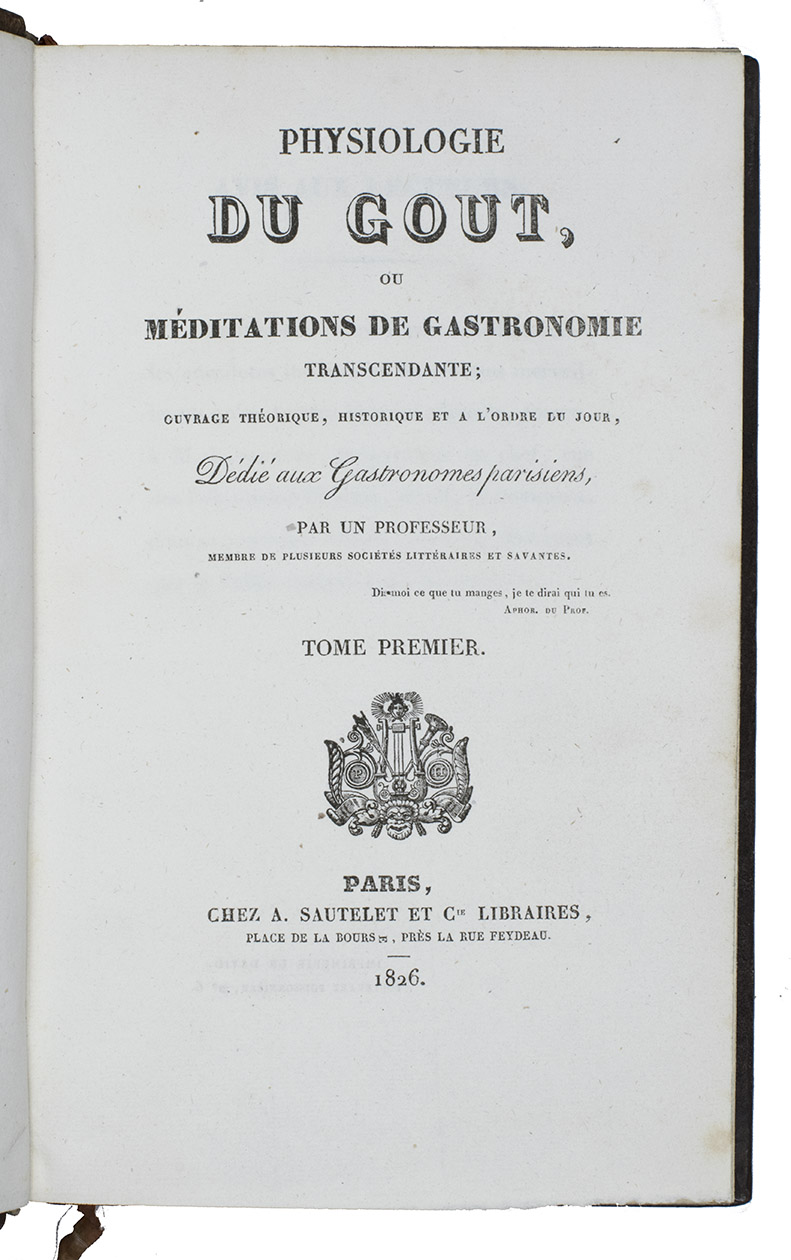 PHYSIOLOGIE
DU GOUT,
OU
MÉDITATIONS DE GASTRONOMIE
TRANSCENDANTE;
OUVRAGE THÉORIQUE, HISTORIQUE ET A L'ORDRE DU JOUR,
Dédié aux Gastronomes parisiens,
PAR UN PROFESSEUR,
MEMBRE DE PLUSIEURS SOCIÉTÉS LITTÉRAIRES ET SAVANTES.
Dis-moi ce que tu manges, je te dirai qui tu es.
APHOR. DU PROF.
TOME PREMIER.
PARIS,
CHEZ A. SAUTELET ET Cie LIBRAIRES,
PLACE DE LA BOURSE, PRÈS LA RUE FEYDEAU.
1826.